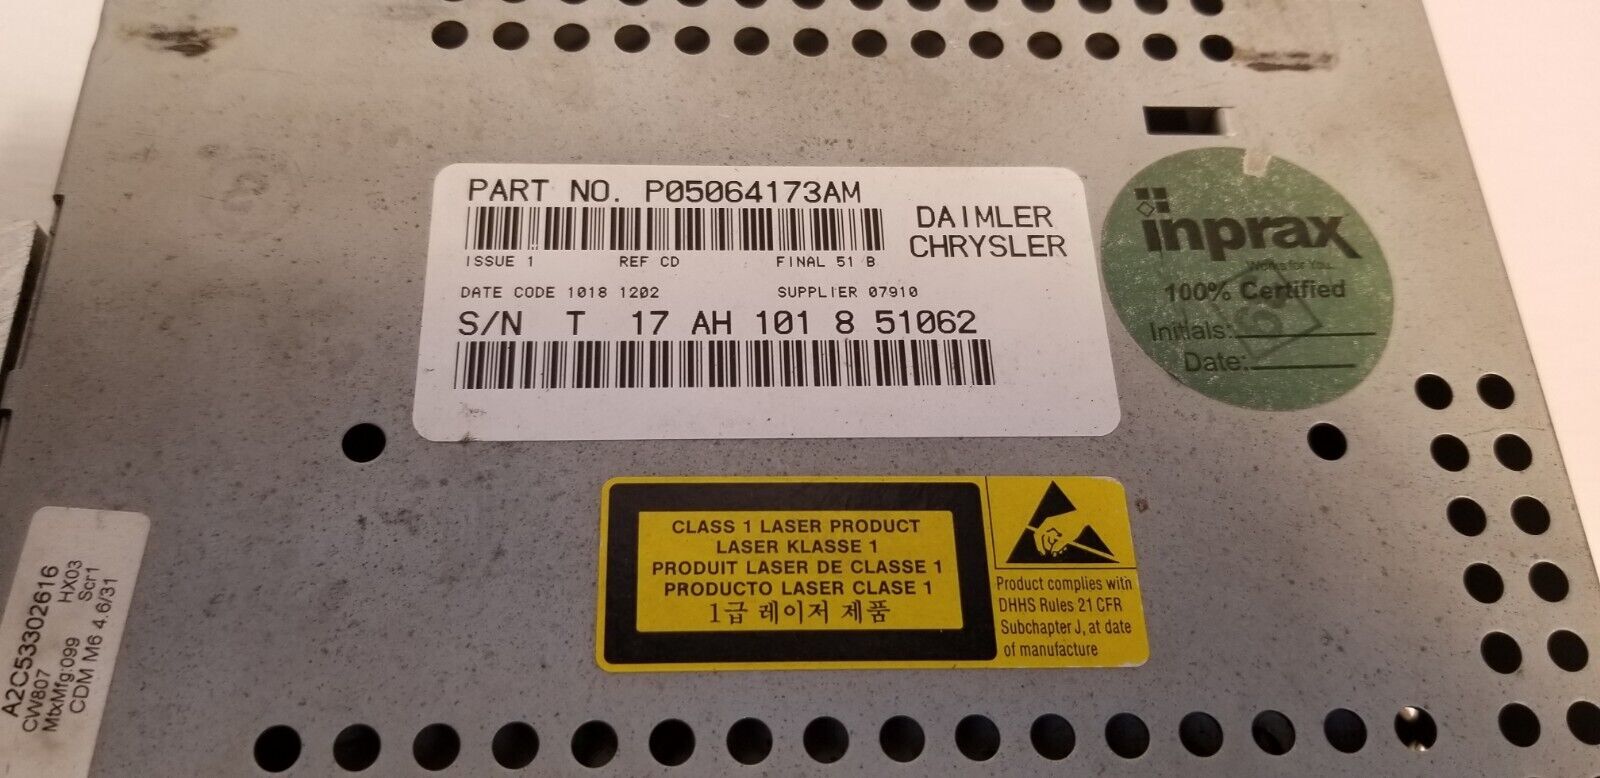 PART NO. P05064173AM
DAIMLER
CHRYSLER
ISSUE 1 REF CD FINAL 51 B
DATE CODE 1018 1202 SUPPLIER 07910
S/N T 17 AH 101 8 51062
inprax
Works for You.
100% Certified
Initials:
Date:
CLASS 1 LASER PRODUCT
LASER KLASSE 1
PRODUIT LASER DE CLASSE 1
PRODUCTO LASER CLASE 1
1급 레이저 제품
Product complies with
DHHS Rules 21 CFR
Subchapter J, at date
of manufacture
A2C53302616
CW807 HX03
MtxMfg:099 Scr1
CDM M6 4.6/31